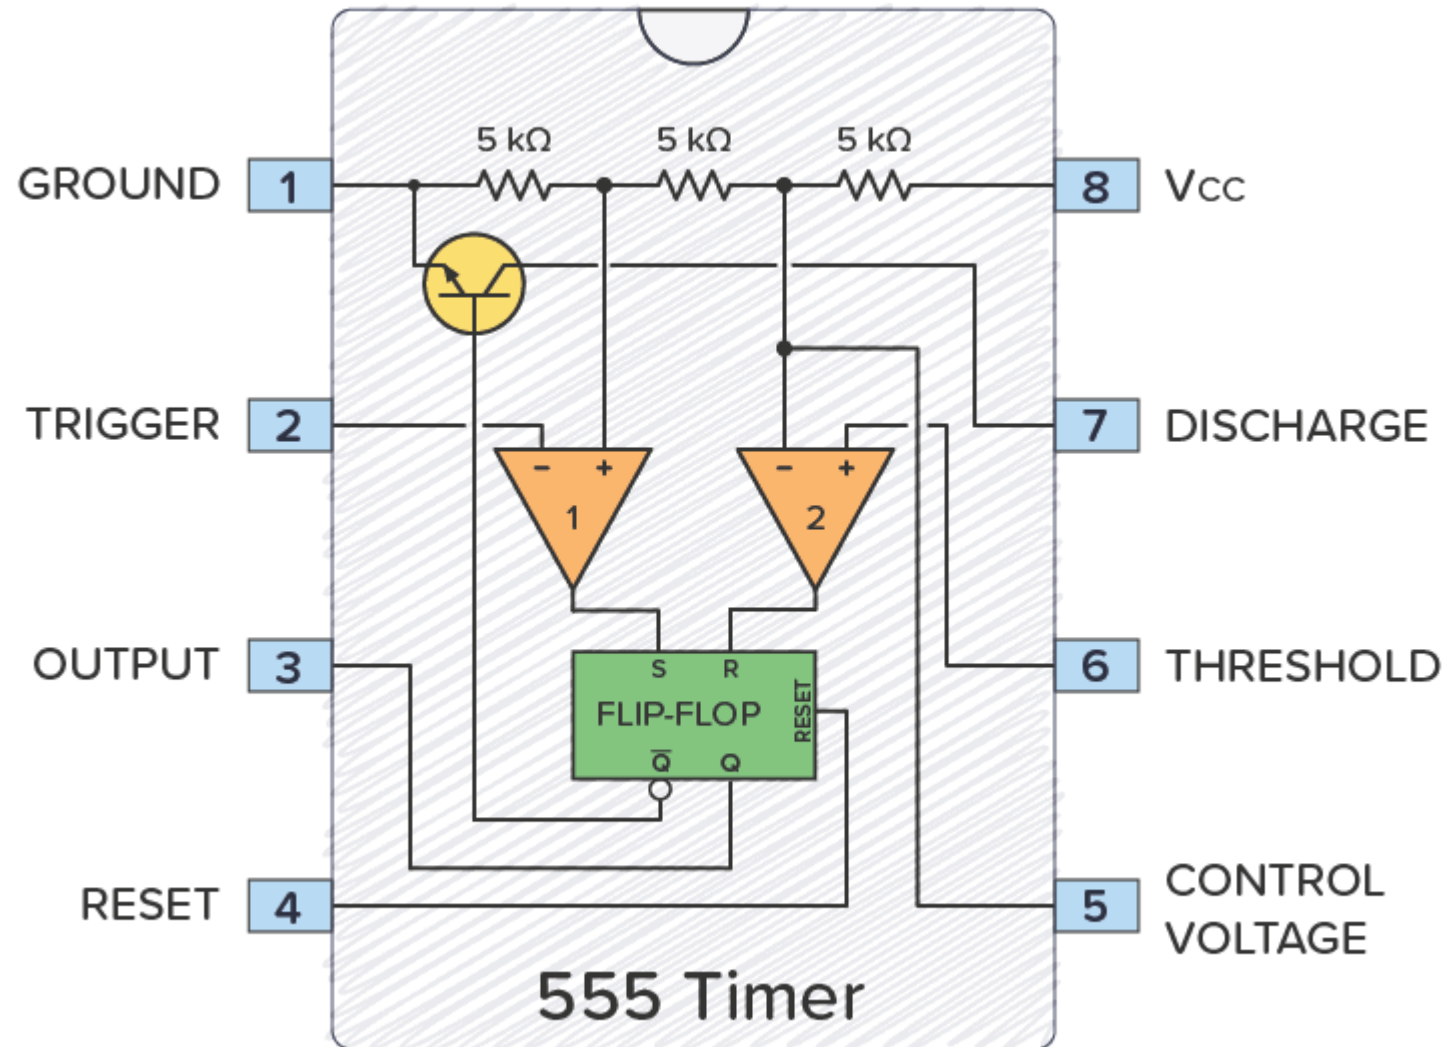 5 kΩ 5 kΩ 5 kΩ
GROUND 1
8 VCC
TRIGGER 2
7 DISCHARGE
- +
- +
1
2
OUTPUT 3
6 THRESHOLD
S R
FLIP-FLOP
RESET
Q̅ Q
RESET 4
5 CONTROL
VOLTAGE
555 Timer